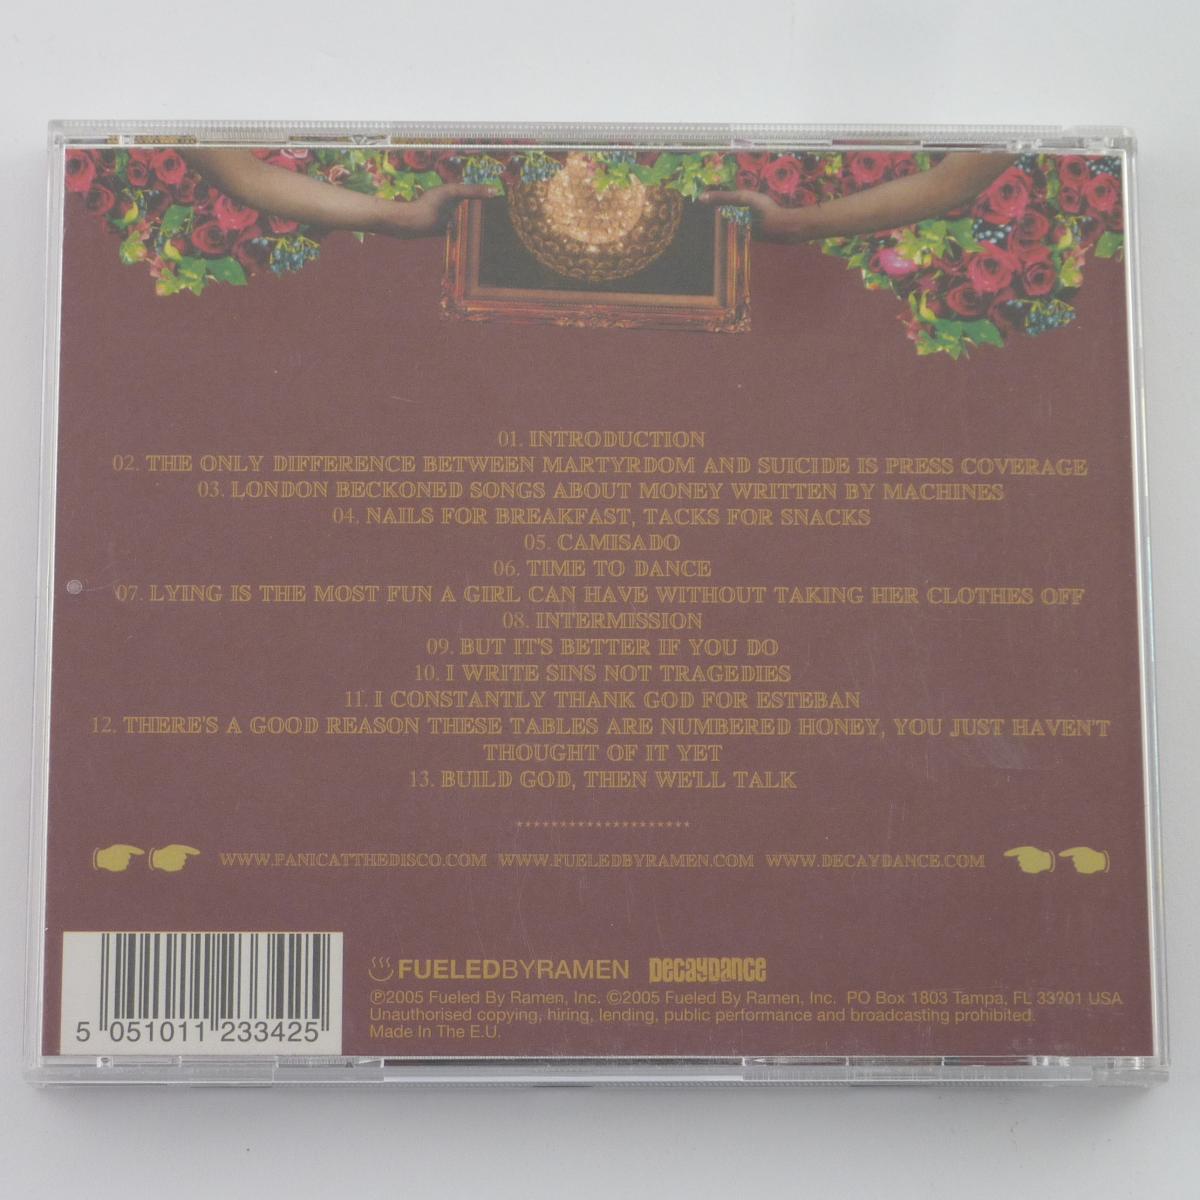 01. INTRODUCTION
02. THE ONLY DIFFERENCE BETWEEN MARTYRDOM AND SUICIDE IS PRESS COVERAGE
03. LONDON BECKONED SONGS ABOUT MONEY WRITTEN BY MACHINES
04. NAILS FOR BREAKFAST, TACKS FOR SNACKS
05. CAMISADO
06. TIME TO DANCE
07. LYING IS THE MOST FUN A GIRL CAN HAVE WITHOUT TAKING HER CLOTHES OFF
08. INTERMISSION
09. BUT IT'S BETTER IF YOU DO
10. I WRITE SINS NOT TRAGEDIES
11. I CONSTANTLY THANK GOD FOR ESTEBAN
12. THERE'S A GOOD REASON THESE TABLES ARE NUMBERED HONEY, YOU JUST HAVEN'T
THOUGHT OF IT YET
13. BUILD GOD, THEN WE'LL TALK
********************
WWW.PANICATTHEDISCO.COM WWW.FUELEDBYRAMEN.COM WWW.DECAYDANCE.COM
FUELEDBYRAMEN DECAYDANCE
℗2005 Fueled By Ramen, Inc. ©2005 Fueled By Ramen, Inc. PO Box 1803 Tampa, FL 33701 USA
Unauthorised copying, hiring, lending, public performance and broadcasting prohibited.
Made In The E.U.
5 051011 233425